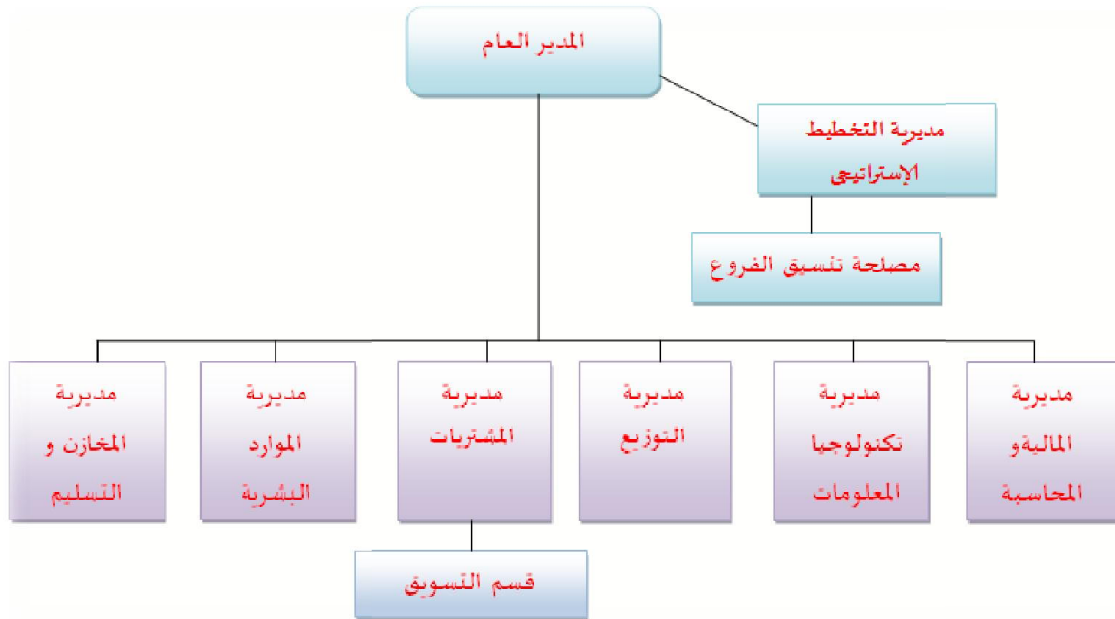 المدير العام
مديرية التخطيط
الإستراتيجي
مصلحة تنسيق الفروع
مديرية
المالية و
المحاسبة
مديرية
تكنولوجيا
المعلومات
مديرية
التوزيع
مديرية
المشتريات
مديرية
الموارد
البشرية
مديرية
المخازن و
التسليم
قسم التسويق